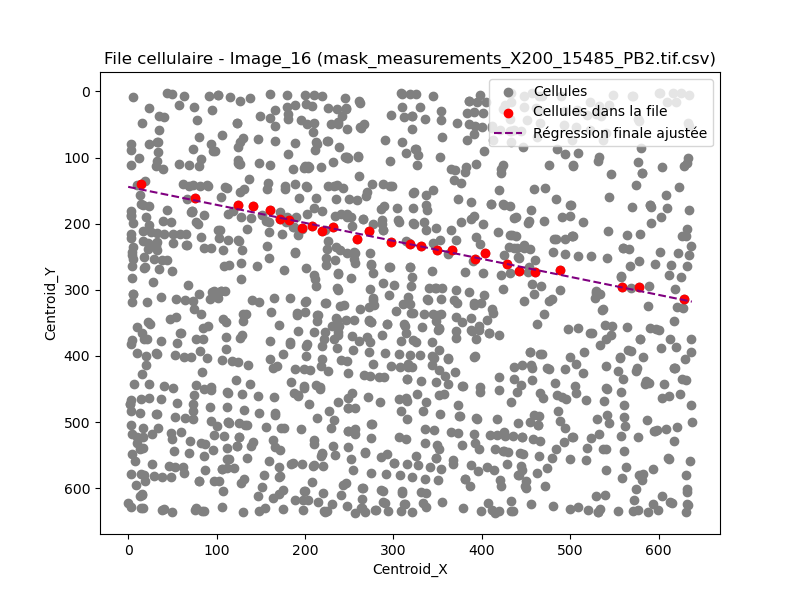 File cellulaire - Image_16 (mask_measurements_X200_15485_PB2.tif.csv)
Cellules
Cellules dans la file
Régression finale ajustée
0
100
200
300
400
500
600
Centroid_Y
0 100 200 300 400 500 600
Centroid_X